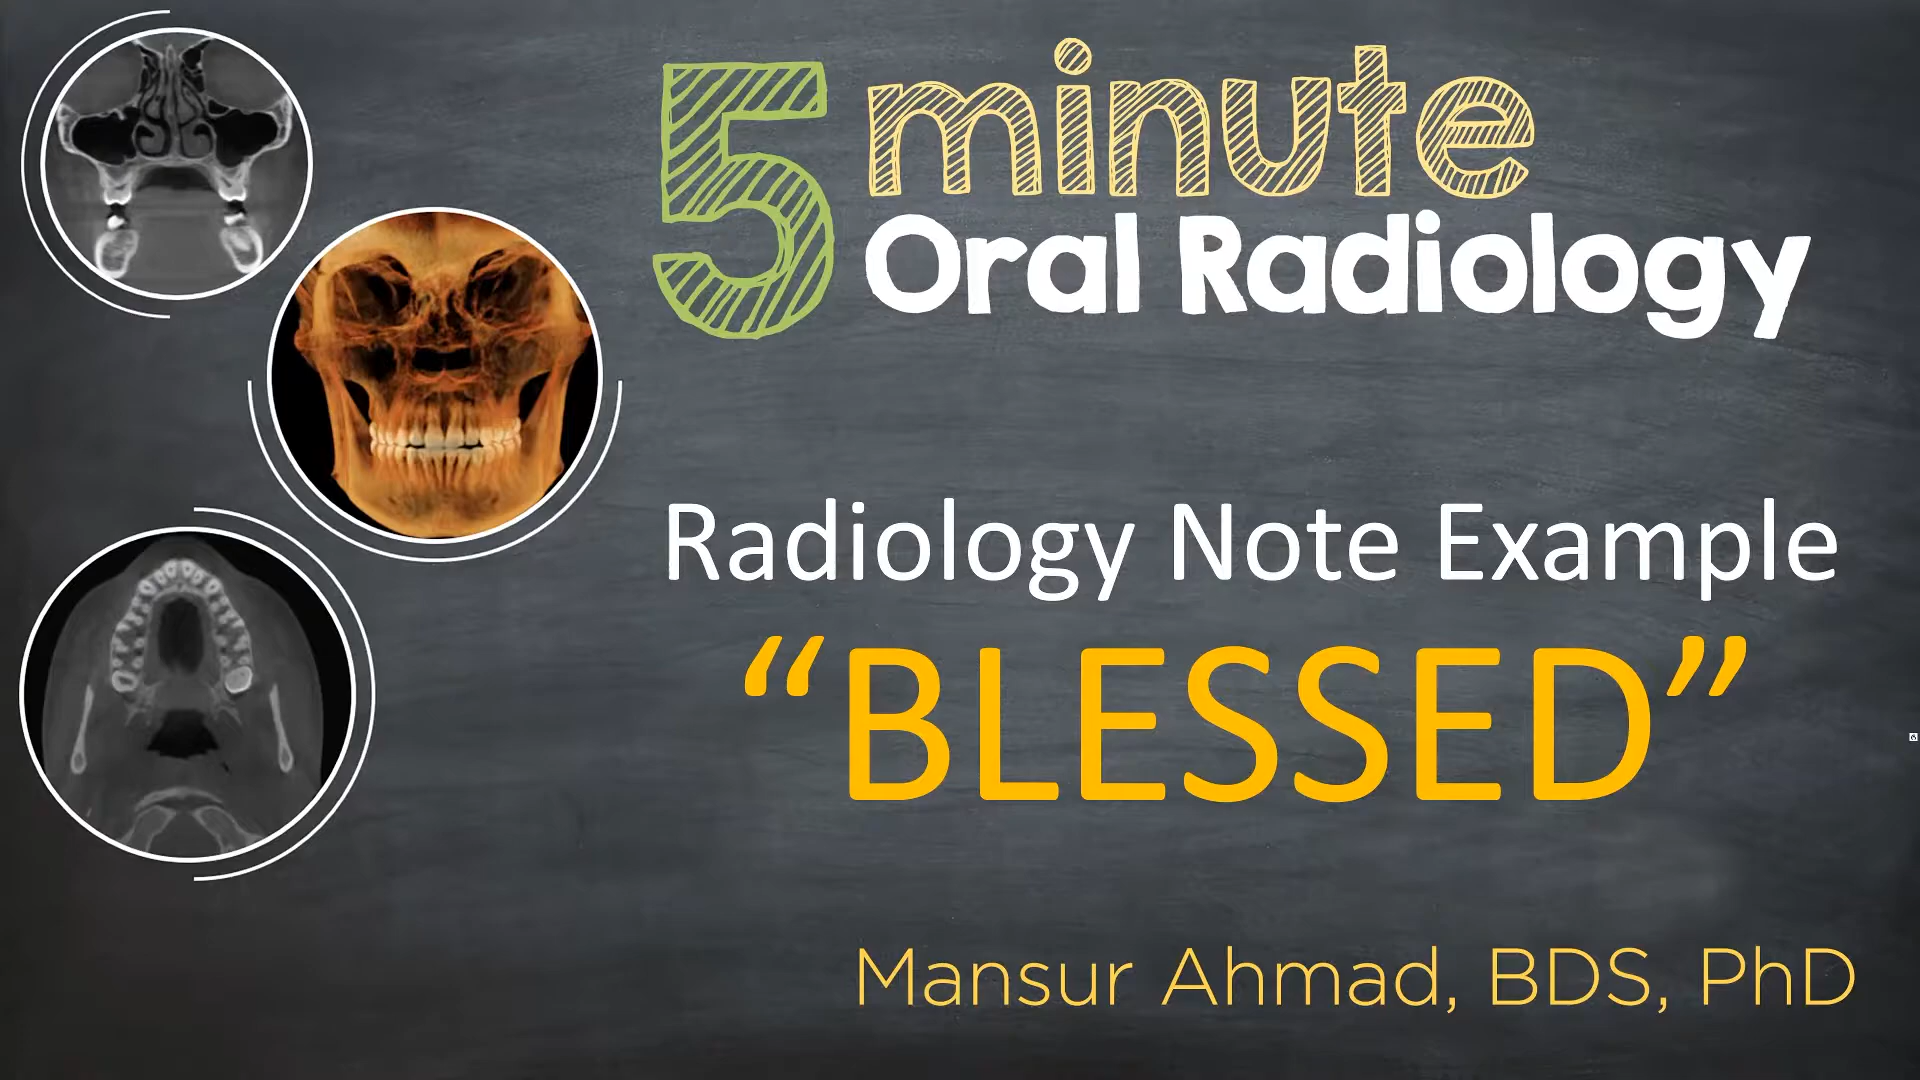 5 minute
Oral Radiology
Radiology Note Example
“BLESSED”
Mansur Ahmad, BDS, PhD